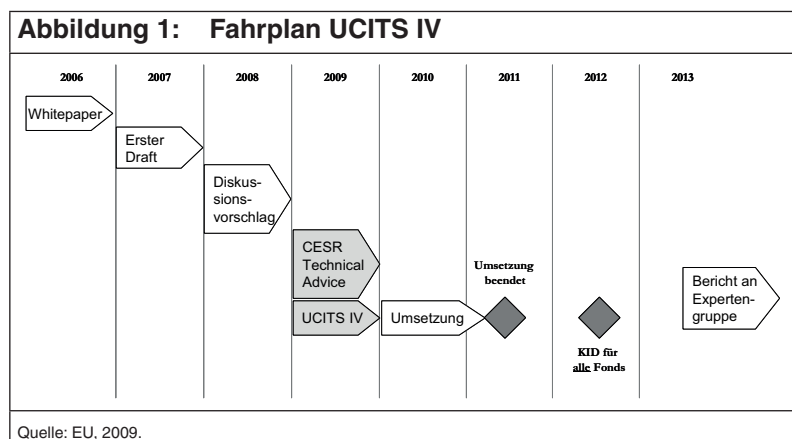 Abbildung 1: Fahrplan UCITS IV
2006 2007 2008 2009 2010 2011 2012 2013
Whitepaper
Erster
Draft
Diskus-
sions-
vorschlag
CESR
Technical
Advice
UCITS IV
Umsetzung
Umsetzung
beendet
KID für
alle Fonds
Bericht an
Experten-
gruppe
Quelle: EU, 2009.